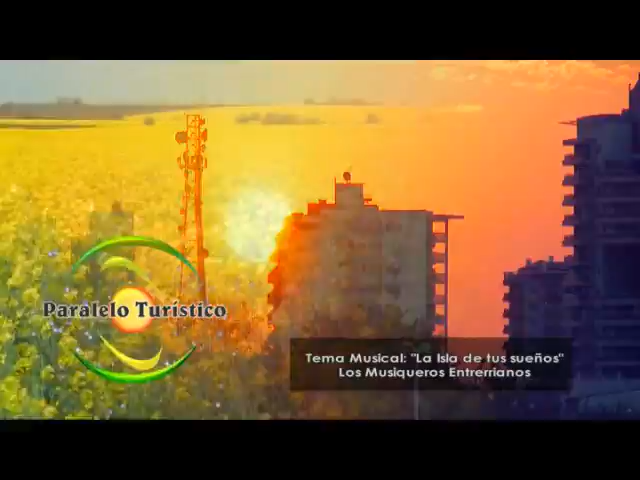 Paralelo Turístico
Tema Musical: "La Isla de tus sueños"
Los Musiqueros Entrerrianos